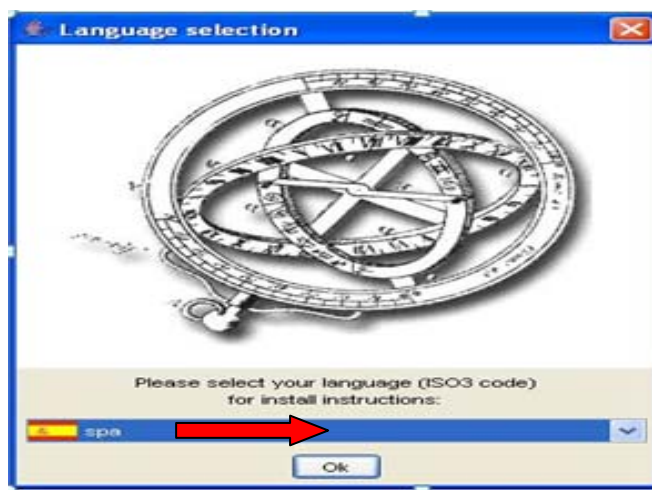 Language selection
Please select your language (ISO3 code)
for install instructions:
spa
Ok